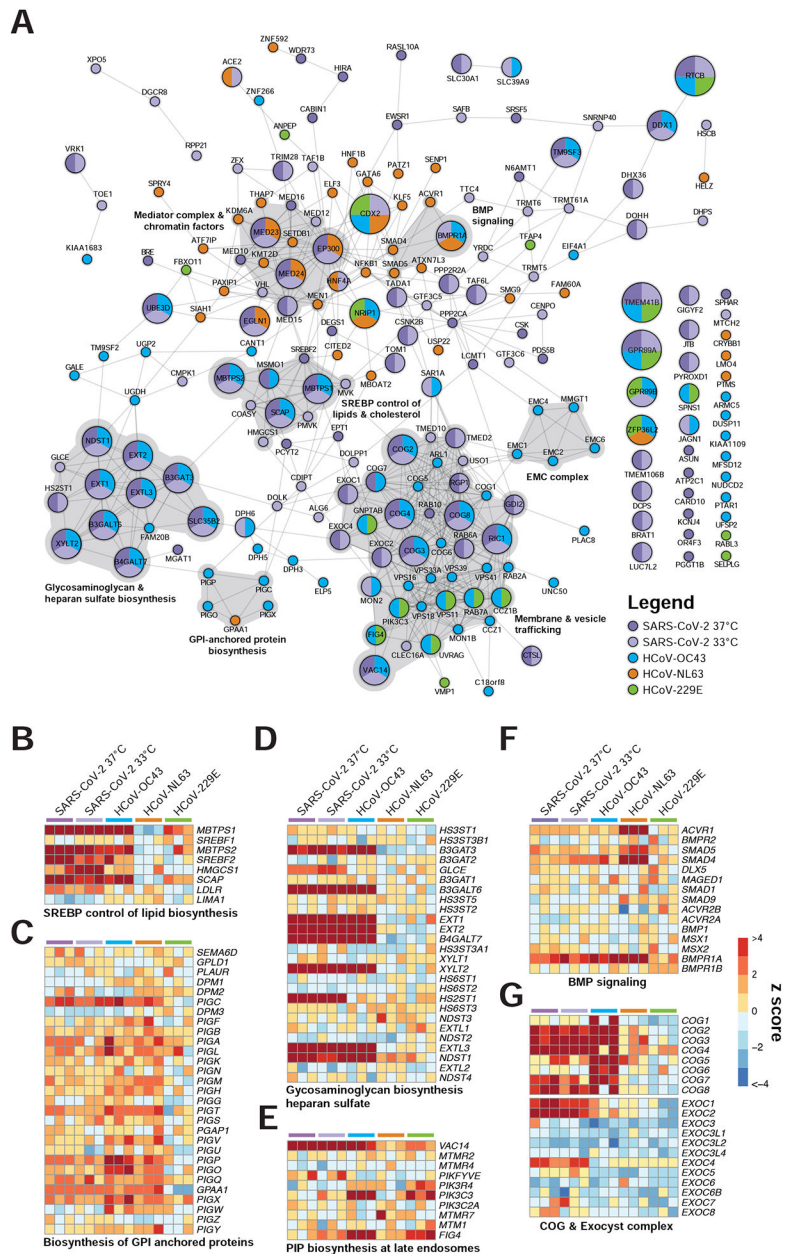 A
ZNF592
WDR73
RASL10A
ACE2
HIRA
XPO5
SLC30A1
SLC39A9
RTCB
DGCR8
ZNF266
CABIN1
EWSR1
SAFB
SRSF5
SNRNP40
DDX1
HSCB
ANPEP
RPP21
VRK1
TRIM28
TAF1B
HNF1B
PATZ1
SENP1
TM9SF3
ZFX
GATA6
N6AMT1
DHX36
HELZ
SPRY4
THAP7
ELF3
KLF5
ACVR1
TTC4
TRMT6
TRMT61A
TOE1
MED16
CDX2
Mediator complex &
chromatin factors
KDM6A
MED12
BMP
signaling
DOHH
DHPS
MED23
SETDB1
BMPR1A
TFAP4
KIAA1683
ATF7IP
EP300
SMAD4
YRDC
EIF4A1
BRE
MED10
KMT2D
NFKB1
ATXN7L3
FBXO11
MED24
HNF4A
SMAD5
PPP2R2A
TRMT5
PAXIP1
VHL
TADA1
TAF6L
SMG9
FAM60A
UBE3D
MEN1
GTF3C5
CENPO
SIAH1
EGLN1
MED15
NRIP1
CSNK2B
PPP2CA
TMEM41B
GIGYF2
SPHAR
MTCH2
DEGS1
CSK
TM9SF2
UGP2
CANT1
SREBF2
CITED2
TOM1
USP22
LCMT1
GTF3C6
PDS5B
GPR89A
JTB
CRYBB1
LMO4
GALE
CMPK1
MSMO1
MBTPS2
MBTPS1
MVK
MBOAT2
SAR1A
PYROXD1
PTMS
UGDH
SREBP control of
lipids & cholesterol
EMC4
MMGT1
GPR89B
SPNS1
ARMC5
COASY
SCAP
PMVK
DUSP11
HMGCS1
TMED10
TMED2
ZFP36L2
JAGN1
KIAA1109
NDST1
EXT2
PCYT2
EPT1
COG2
ARL1
EMC1
EMC2
EMC6
ASUN
MFSD12
GLCE
DOLPP1
COG7
USO1
EMC complex
TMEM106B
ATP2C1
NUDCD2
HS2ST1
EXT1
B3GAT3
CDIPT
EXOC1
COG5
RGP1
COG1
CARD10
PTAR1
EXTL3
DOLK
GNPTAB
RAB10
GDI2
DCPS
KCNJ4
UFSP2
B3GALT6
SLC35B2
DPH6
ALG6
EXOC4
COG4
COG8
BRAT1
OR4F3
RABL3
XYLT2
FAM20B
EXOC2
RAB6A
RIC1
PLAC8
LUC7L2
PGGT1B
SELPLG
B4GALT7
MGAT1
DPH5
COG3
COG6
DPH3
VPS33A
VPS39
Glycosaminoglycan &
heparan sulfate biosynthesis
PIGP
PIGC
ELP5
VPS16
VPS41
RAB2A
UNC50
PIGO
PIGX
MON2
GPAA1
PIK3C3
VPS18
VPS11
RAB7A
CCZ1B
GPI-anchored protein
biosynthesis
FIG4
MON1B
CCZ1
Membrane & vesicle
trafficking
CLEC16A
UVRAG
VAC14
CTSL
VMP1
C18orf8
Legend
SARS-CoV-2 37°C
SARS-CoV-2 33°C
HCoV-OC43
HCoV-NL63
HCoV-229E
B
SARS-CoV-2 37°C
SARS-CoV-2 33°C
HCoV-OC43
HCoV-NL63
HCoV-229E
MBTPS1
SREBF1
MBTPS2
SREBF2
HMGCS1
SCAP
LDLR
LIMA1
SREBP control of lipid biosynthesis
C
SEMA6D
GPLD1
PLAUR
DPM1
DPM2
PIGC
DPM3
PIGF
PIGB
PIGA
PIGL
PIGK
PIGN
PIGM
PIGH
PIGG
PIGT
PIGS
PGAP1
PIGV
PIGU
PIGP
PIGO
PIGQ
GPAA1
PIGX
PIGW
PIGZ
PIGY
Biosynthesis of GPI anchored proteins
D
SARS-CoV-2 37°C
SARS-CoV-2 33°C
HCoV-OC43
HCoV-NL63
HCoV-229E
HS3ST1
HS3ST3B1
B3GAT3
B3GAT2
GLCE
B3GAT1
B3GALT6
HS3ST5
HS3ST2
EXT1
EXT2
B4GALT7
HS3ST3A1
XYLT1
XYLT2
HS6ST1
HS6ST2
HS2ST1
HS6ST3
NDST3
EXTL1
NDST2
EXTL3
NDST1
EXTL2
NDST4
Gycosaminoglycan biosynthesis
heparan sulfate
E
VAC14
MTMR2
MTMR4
PIKFYVE
PIK3R4
PIK3C3
PIK3C2A
MTMR7
MTM1
FIG4
PIP biosynthesis at late endosomes
F
SARS-CoV-2 37°C
SARS-CoV-2 33°C
HCoV-OC43
HCoV-NL63
HCoV-229E
ACVR1
BMPR2
SMAD5
SMAD4
DLX5
MAGED1
SMAD1
SMAD9
ACVR2B
ACVR2A
BMP1
MSX1
MSX2
BMPR1A
BMPR1B
BMP signaling
G
COG1
COG2
COG3
COG4
COG5
COG6
COG7
COG8
EXOC1
EXOC2
EXOC3
EXOC3L1
EXOC3L2
EXOC3L4
EXOC4
EXOC5
EXOC6
EXOC6B
EXOC7
EXOC8
COG & Exocyst complex
>4
2
0
−2
<−4
z score